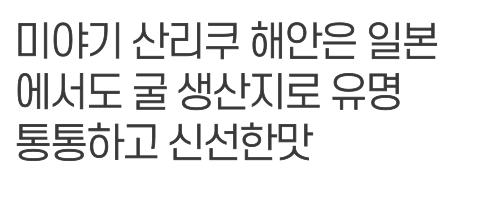 미야기 산리쿠 해안은 일본
에서도 굴 생산지로 유명
통통하고 신선한맛